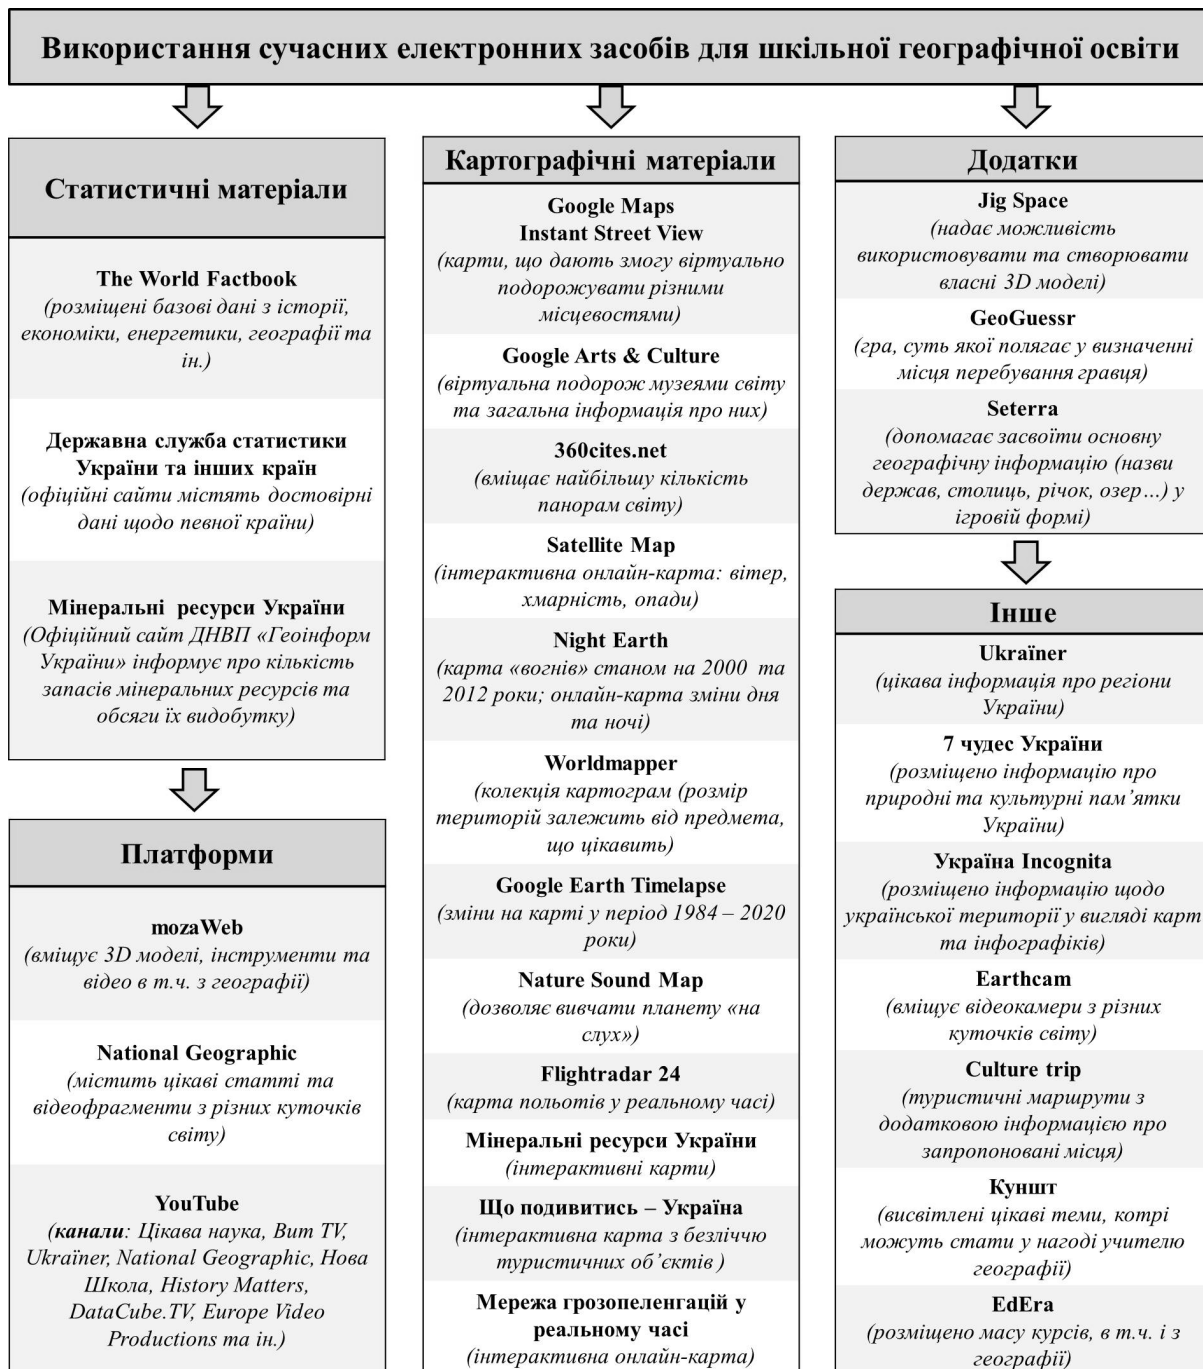 Використання сучасних електронних засобів для шкільної географічної освіти
Статистичні матеріали
The World Factbook
(розміщені базові дані з історії,
економіки, енергетики, географії та
ін.)
Державна служба статистики
України та інших країн
(офіційні сайти містять достовірні
дані щодо певної країни)
Мінеральні ресурси України
(Офіційний сайт ДНВП «Геоінформ
України» інформує про кількість
запасів мінеральних ресурсів та
обсяги їх видобутку)
Платформи
mozaWeb
(вміщує 3D моделі, інструменти та
відео в т.ч. з географії)
National Geographic
(містить цікаві статті та
відеофрагменти з різних куточків
світу)
YouTube
(канали: Цікава наука, Вит TV,
Ukraïner, National Geographic, Нова
Школа, History Matters,
DataCube.TV, Europe Video
Productions та ін.)
Картографічні матеріали
Google Maps
Instant Street View
(карти, що дають змогу віртуально
подорожувати різними
місцевостями)
Google Arts & Culture
(віртуальна подорож музеями світу
та загальна інформація про них)
360cites.net
(вміщає найбільшу кількість
панорам світу)
Satellite Map
(інтерактивна онлайн-карта: вітер,
хмарність, опади)
Night Earth
(карта «вогнів» станом на 2000 та
2012 роки; онлайн-карта зміни дня
та ночі)
Worldmapper
(колекція картограм (розмір
територій залежить від предмета,
що цікавить)
Google Earth Timelapse
(зміни на карті у період 1984 – 2020
роки)
Nature Sound Map
(дозволяє вивчати планету «на
слух»)
Flightradar 24
(карта польотів у реальному часі)
Мінеральні ресурси України
(інтерактивні карти)
Що подивитись – Україна
(інтерактивна карта з безліччю
туристичних об’єктів )
Мережа грозопеленгацій у
реальному часі
(інтерактивна онлайн-карта)
Додатки
Jig Space
(надає можливість
використовувати та створювати
власні 3D моделі)
GeoGuessr
(гра, суть якої полягає у визначенні
місця перебування гравця)
Seterra
(допомагає засвоїти основну
географічну інформацію (назви
держав, столиць, річок, озер…) у
ігровій формі)
Інше
Ukraïner
(цікава інформація про регіони
України)
7 чудес України
(розміщено інформацію про
природні та культурні пам’ятки
України)
Україна Incognita
(розміщено інформацію щодо
української території у вигляді карт
та інфографіків)
Earthcam
(вміщує відеокамери з різних
куточків світу)
Culture trip
(туристичні маршрути з
додатковою інформацією про
запропоновані місця)
Куншт
(висвітлені цікаві теми, котрі
можуть стати у нагоді учителю
географії)
EdEra
(розміщено масу курсів, в т.ч. і з
географії)